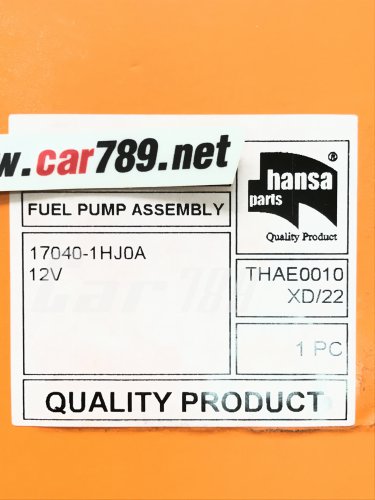 w.car789.net
hansa
parts
®
Quality Product
FUEL PUMP ASSEMBLY
17040-1HJ0A
12V
THAE0010
XD/22
1 PC
QUALITY PRODUCT
car789